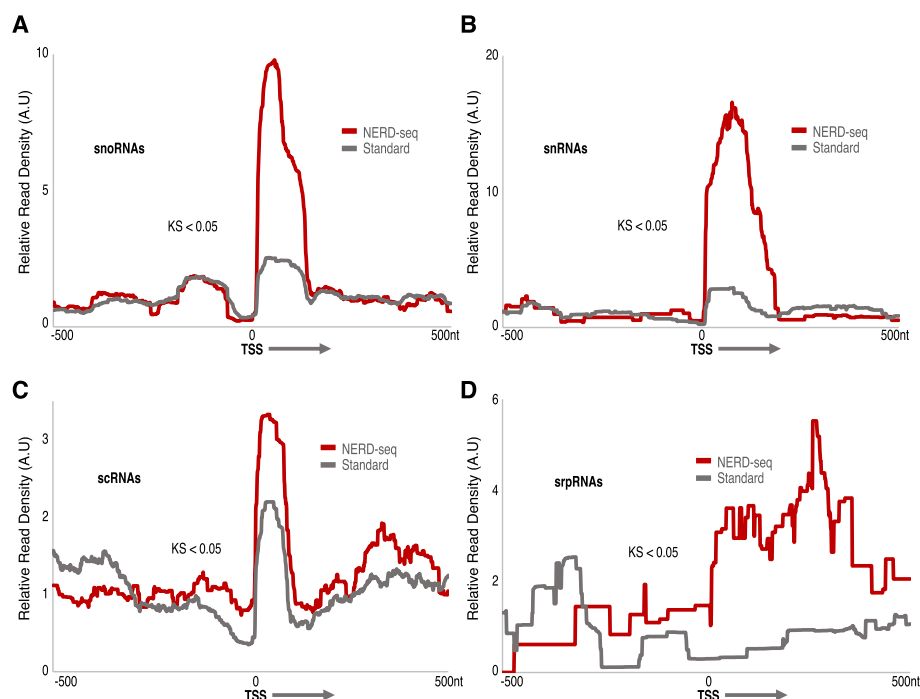 A
Relative Read Density (A.U)
10
5
0
snoRNAs
KS < 0.05
NERD-seq
Standard
-500
0
500nt
TSS
B
Relative Read Density (A.U)
20
10
0
snRNAs
KS < 0.05
NERD-seq
Standard
-500
0
500nt
TSS
C
Relative Read Density (A.U)
3
2
1
0
scRNAs
KS < 0.05
NERD-seq
Standard
-500
0
500nt
TSS
D
Relative Read Density (A.U)
6
4
2
0
srpRNAs
KS < 0.05
NERD-seq
Standard
-500
0
500nt
TSS